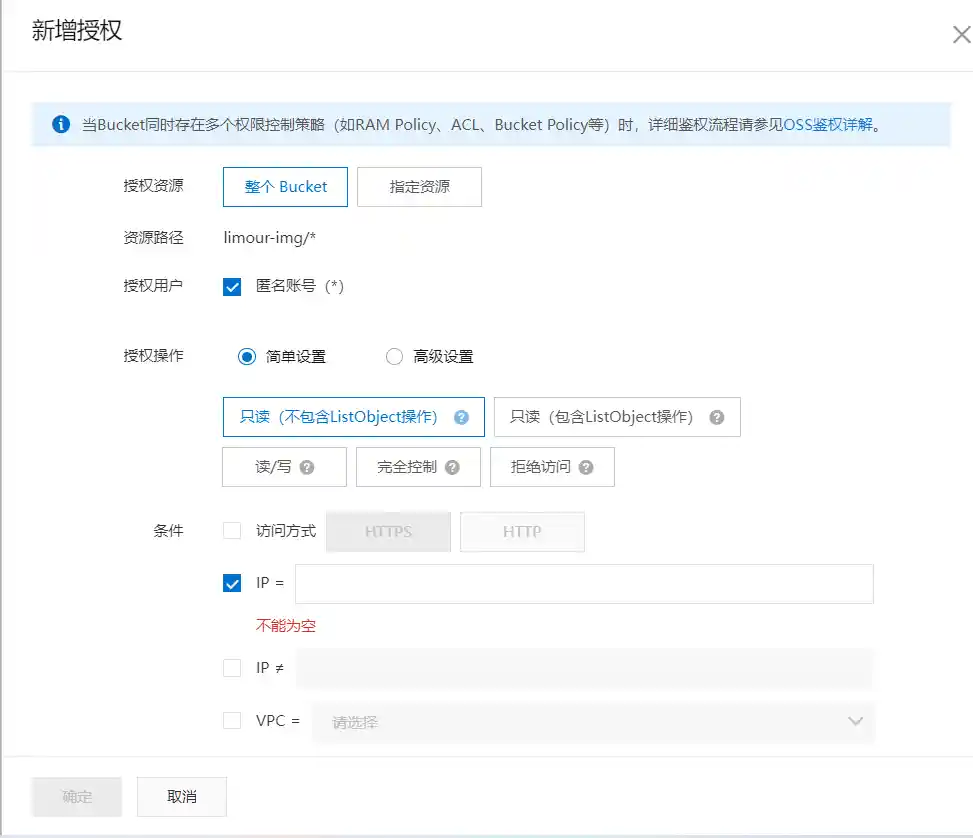 新增授权
当Bucket同时存在多个权限控制策略（如RAM Policy、ACL、Bucket Policy等）时，详细鉴权流程请参见OSS鉴权详解。
授权资源 整个 Bucket 指定资源
资源路径 limour-img/*
授权用户 匿名账号 (*)
授权操作 简单设置 高级设置
只读（不包含ListObject操作） 只读（包含ListObject操作）
读/写 完全控制 拒绝访问
条件 访问方式 HTTPS HTTP
IP =
不能为空
IP ≠
VPC = 请选择
确定 取消